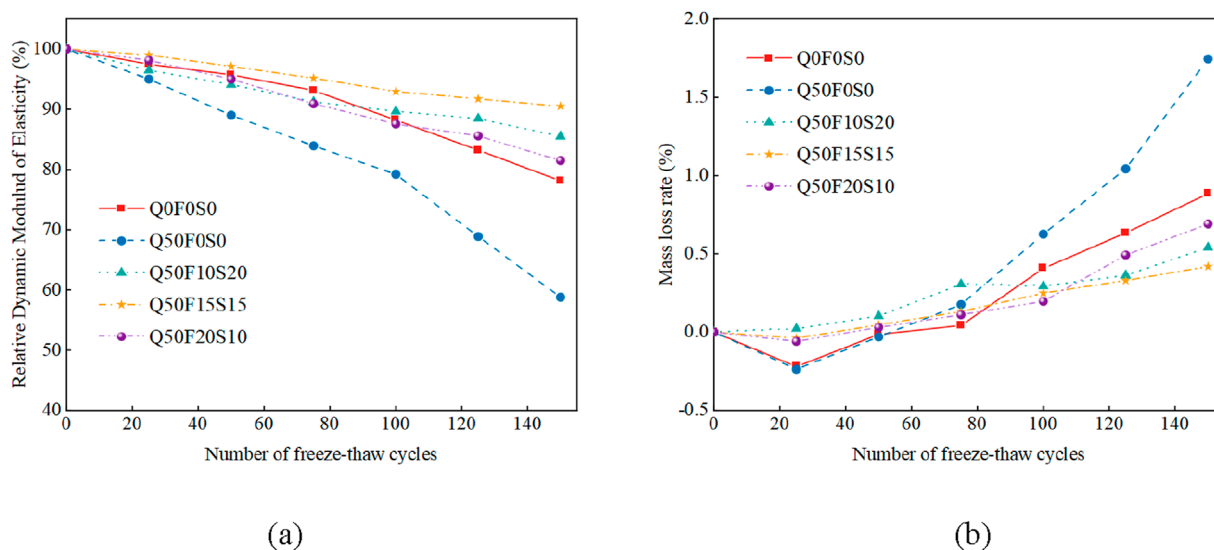 100
90
80
70
60
50
40
0
20
40
60
80
100
120
140
Relative Dynamic Modulud of Elasticity (%)
Number of freeze-thaw cycles
Q0F0S0
Q50F0S0
Q50F10S20
Q50F15S15
Q50F20S10
(a)
2.0
1.5
1.0
0.5
0.0
-0.5
0
20
40
60
80
100
120
140
Mass loss rate (%)
Number of freeze-thaw cycles
Q0F0S0
Q50F0S0
Q50F10S20
Q50F15S15
Q50F20S10
(b)